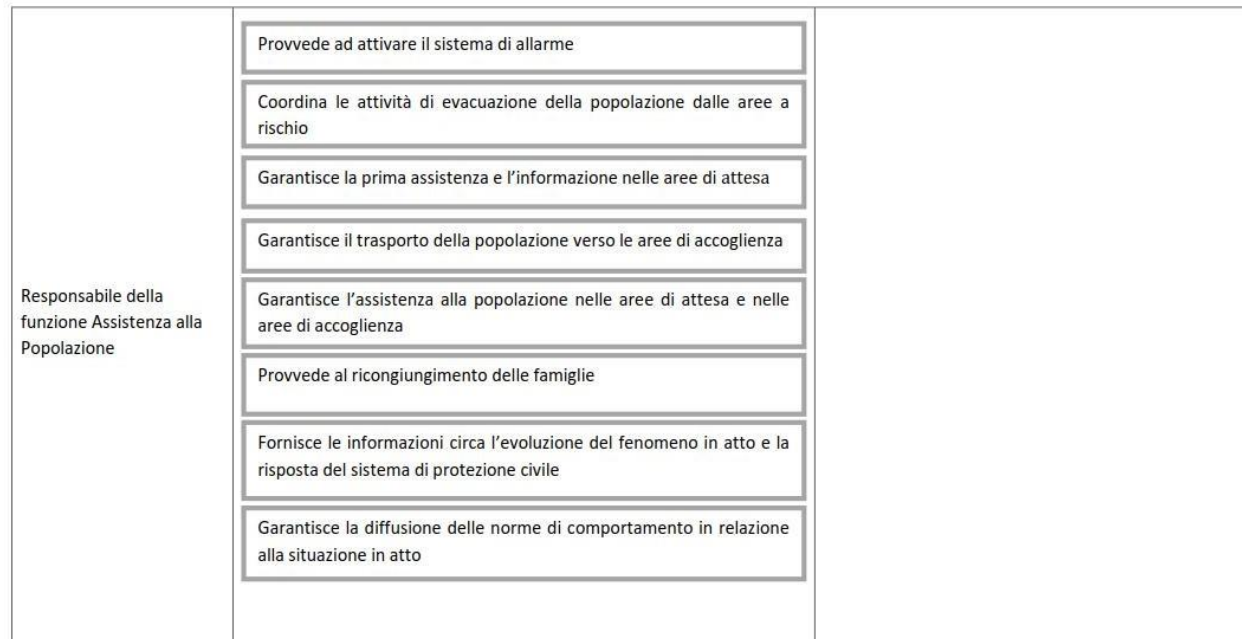 Provvede ad attivare il sistema di allarme
Coordina le attività di evacuazione della popolazione dalle aree a
rischio
Garantisce la prima assistenza e l’informazione nelle aree di attesa
Garantisce il trasporto della popolazione verso le aree di accoglienza
Responsabile della
funzione Assistenza alla
Popolazione
Garantisce l’assistenza alla popolazione nelle aree di attesa e nelle
aree di accoglienza
Provvede al ricongiungimento delle famiglie
Fornisce le informazioni circa l’evoluzione del fenomeno in atto e la
risposta del sistema di protezione civile
Garantisce la diffusione delle norme di comportamento in relazione
alla situazione in atto